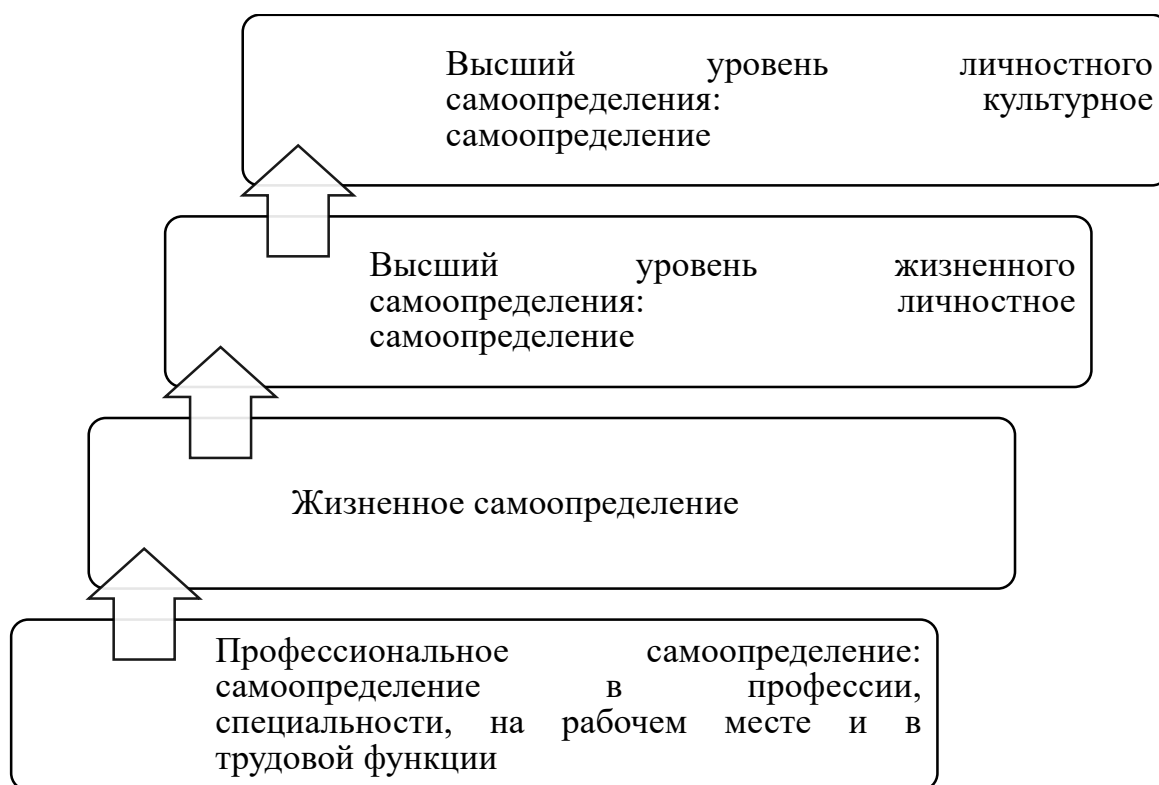 Высший уровень личностного
самоопределения: культурное
самоопределение
Высший уровень жизненного
самоопределения: личностное
самоопределение
Жизненное самоопределение
Профессиональное самоопределение:
самоопределение в профессии,
специальности, на рабочем месте и в
трудовой функции